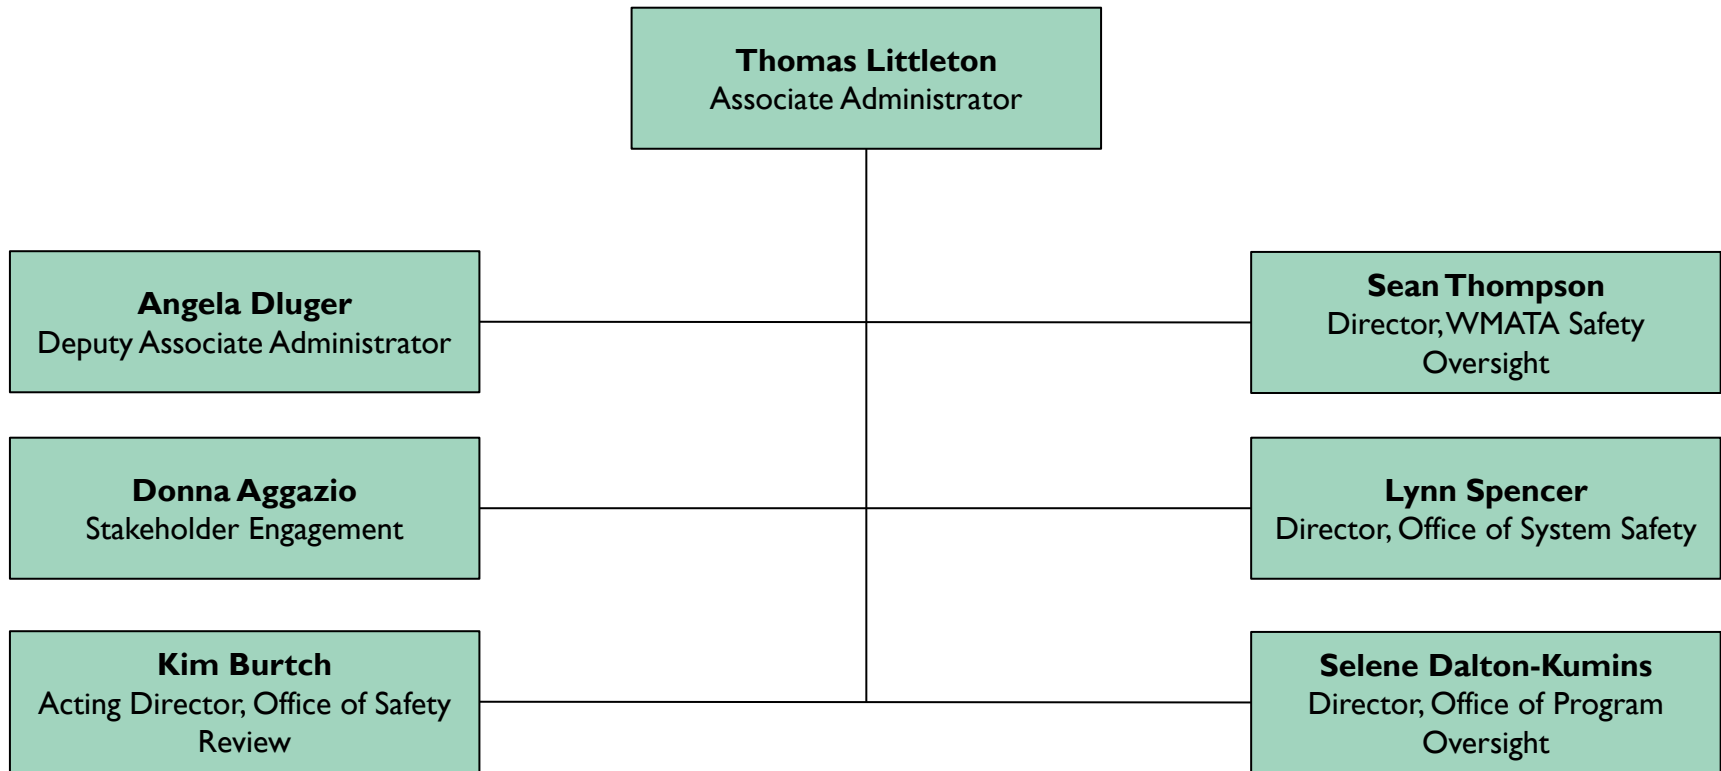 Thomas Littleton
Associate Administrator
Angela Dluger
Deputy Associate Administrator
Sean Thompson
Director, WMATA Safety
Oversight
Donna Aggazio
Stakeholder Engagement
Lynn Spencer
Director, Office of System Safety
Kim Burtch
Acting Director, Office of Safety
Review
Selene Dalton-Kumins
Director, Office of Program
Oversight